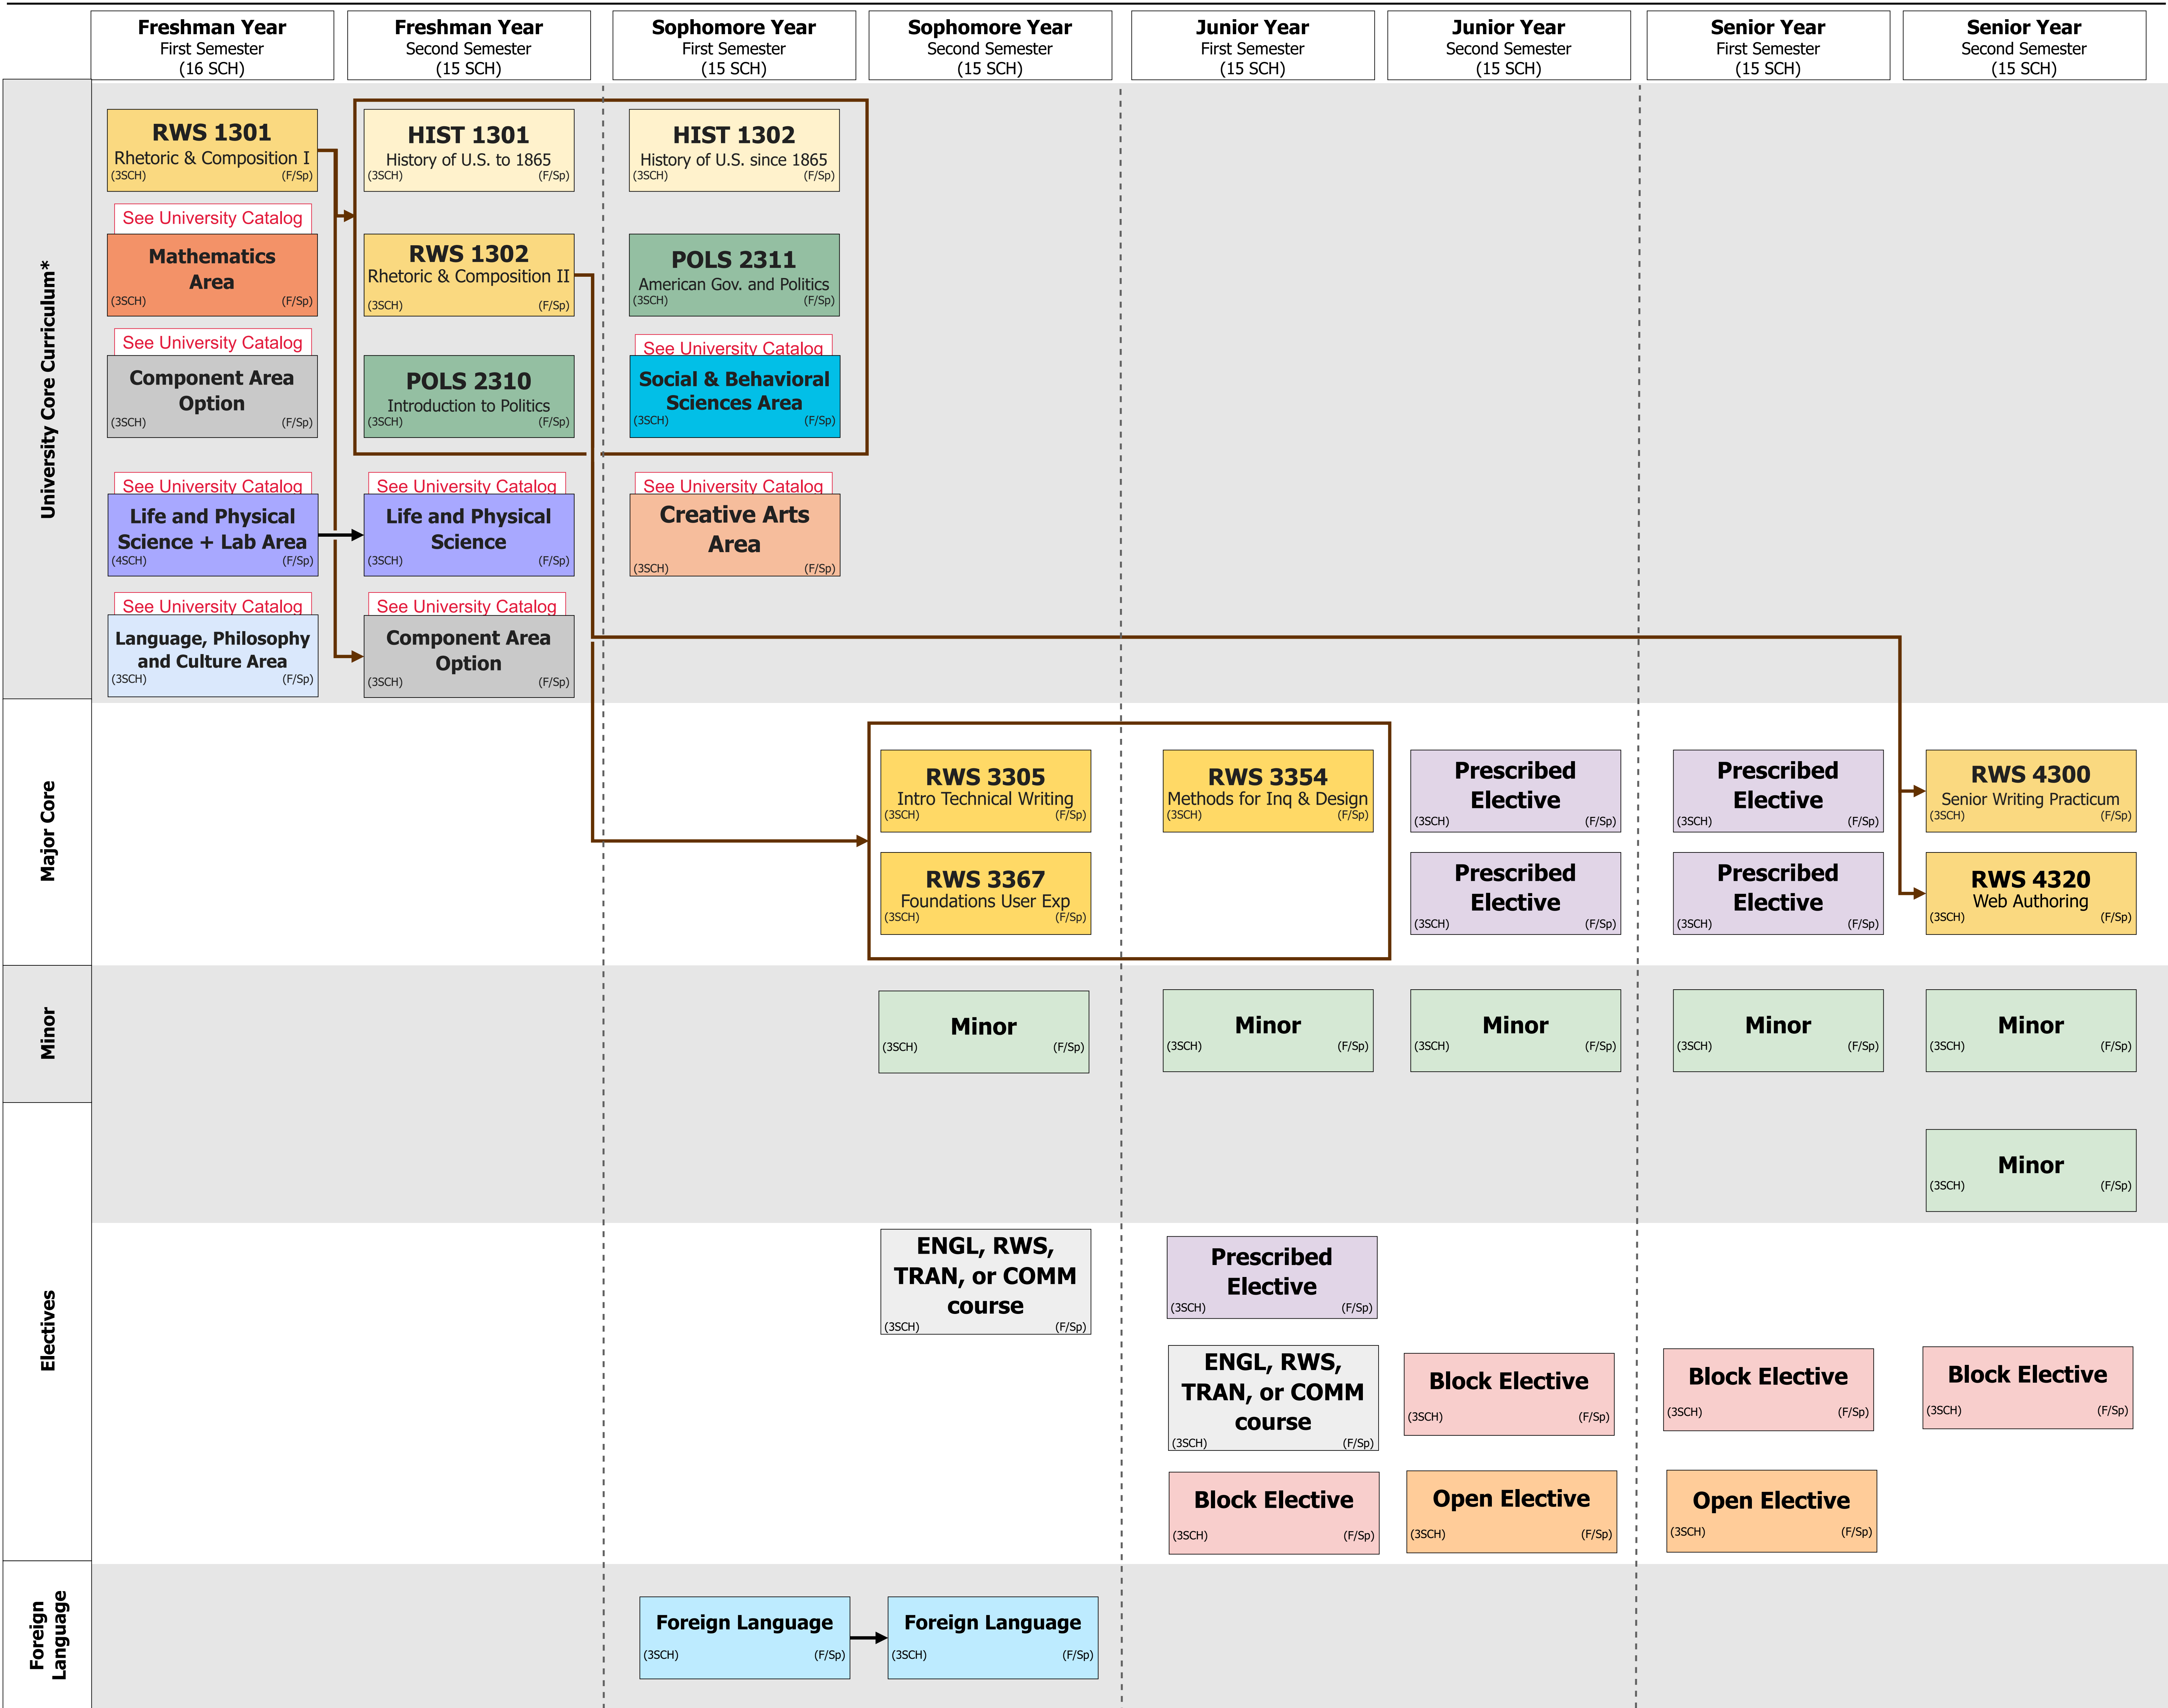 Freshman Year
First Semester
(16 SCH)
Freshman Year
Second Semester
(15 SCH)
Sophomore Year
First Semester
(15 SCH)
Sophomore Year
Second Semester
(15 SCH)
Junior Year
First Semester
(15 SCH)
Junior Year
Second Semester
(15 SCH)
Senior Year
First Semester
(15 SCH)
Senior Year
Second Semester
(15 SCH)
University Core Curriculum*
RWS 1301
Rhetoric & Composition I
(3SCH) (F/Sp)
HIST 1301
History of U.S. to 1865
(3SCH) (F/Sp)
HIST 1302
History of U.S. since 1865
(3SCH) (F/Sp)
See University Catalog
Mathematics
Area
(3SCH) (F/Sp)
RWS 1302
Rhetoric & Composition II
(3SCH) (F/Sp)
POLS 2311
American Gov. and Politics
(3SCH) (F/Sp)
See University Catalog
Component Area
Option
(3SCH) (F/Sp)
POLS 2310
Introduction to Politics
(3SCH) (F/Sp)
See University Catalog
Social & Behavioral
Sciences Area
(3SCH) (F/Sp)
See University Catalog
Life and Physical
Science + Lab Area
(4SCH) (F/Sp)
See University Catalog
Life and Physical
Science
(3SCH) (F/Sp)
See University Catalog
Creative Arts
Area
(3SCH) (F/Sp)
See University Catalog
Language, Philosophy
and Culture Area
(3SCH) (F/Sp)
See University Catalog
Component Area
Option
(3SCH) (F/Sp)
Major Core
RWS 3305
Intro Technical Writing
(3SCH) (F/Sp)
RWS 3354
Methods for Inq & Design
(3SCH) (F/Sp)
Prescribed
Elective
(3SCH) (F/Sp)
Prescribed
Elective
(3SCH) (F/Sp)
RWS 4300
Senior Writing Practicum
(3SCH) (F/Sp)
RWS 3367
Foundations User Exp
(3SCH) (F/Sp)
Prescribed
Elective
(3SCH) (F/Sp)
Prescribed
Elective
(3SCH) (F/Sp)
RWS 4320
Web Authoring
(3SCH) (F/Sp)
Minor
Minor
(3SCH) (F/Sp)
Minor
(3SCH) (F/Sp)
Minor
(3SCH) (F/Sp)
Minor
(3SCH) (F/Sp)
Minor
(3SCH) (F/Sp)
Minor
(3SCH) (F/Sp)
Electives
ENGL, RWS,
TRAN, or COMM
course
(3SCH) (F/Sp)
Prescribed
Elective
(3SCH) (F/Sp)
ENGL, RWS,
TRAN, or COMM
course
(3SCH) (F/Sp)
Block Elective
(3SCH) (F/Sp)
Block Elective
(3SCH) (F/Sp)
Block Elective
(3SCH) (F/Sp)
Block Elective
(3SCH) (F/Sp)
Open Elective
(3SCH) (F/Sp)
Open Elective
(3SCH) (F/Sp)
Foreign
Language
Foreign Language
(3SCH) (F/Sp)
Foreign Language
(3SCH) (F/Sp)